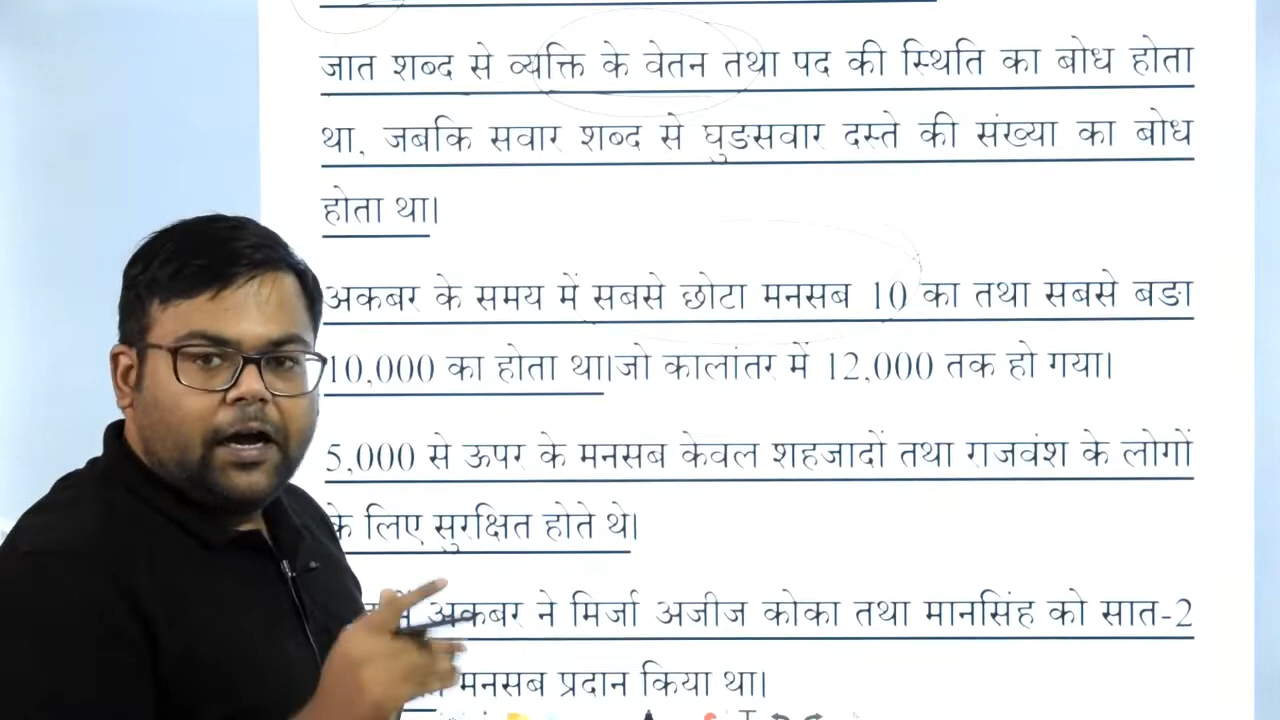 जात शब्द से व्यक्ति के वेतन तथा पद की स्थिति का बोध होता
था, जबकि सवार शब्द से घुङसवार दस्ते की संख्या का बोध
होता था।
अकबर के समय में सबसे छोटा मनसब 10 का तथा सबसे बङा
10,000 का होता था।जो कालांतर में 12,000 तक हो गया।
5,000 से ऊपर के मनसब केवल शहजादों तथा राजवंश के लोगों
के लिए सुरक्षित होते थे।
अकबर ने मिर्जा अजीज कोका तथा मानसिंह को सात-2
मनसब प्रदान किया था।